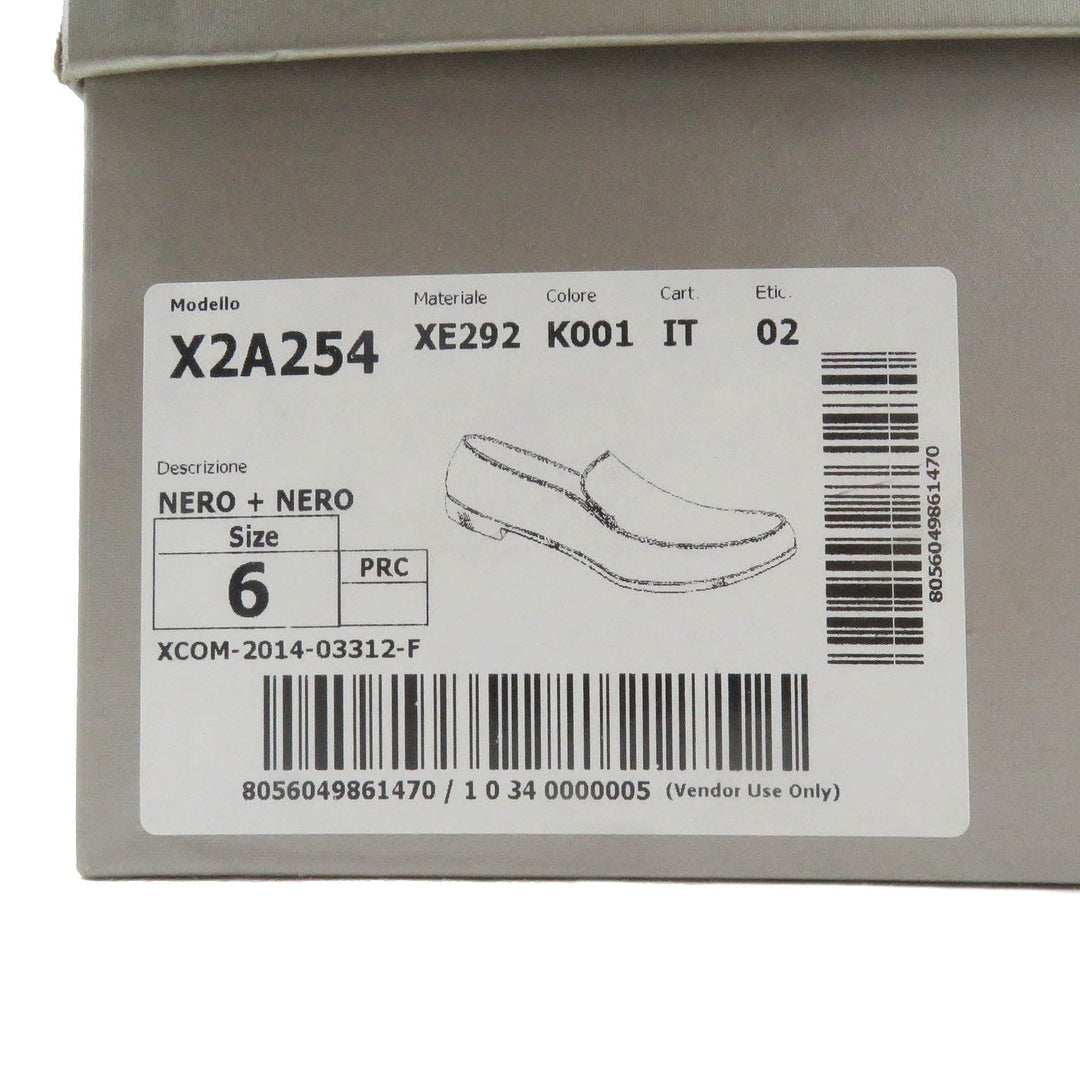 Modello Materiale Colore Cart. Etic.
X2A254 XE292 K001 IT 02
Descrizione
NERO + NERO
Size
6
PRC
XCOM-2014-03312-F
8056049861470 / 1 0 34 0000005 (Vendor Use Only)
8056049861470